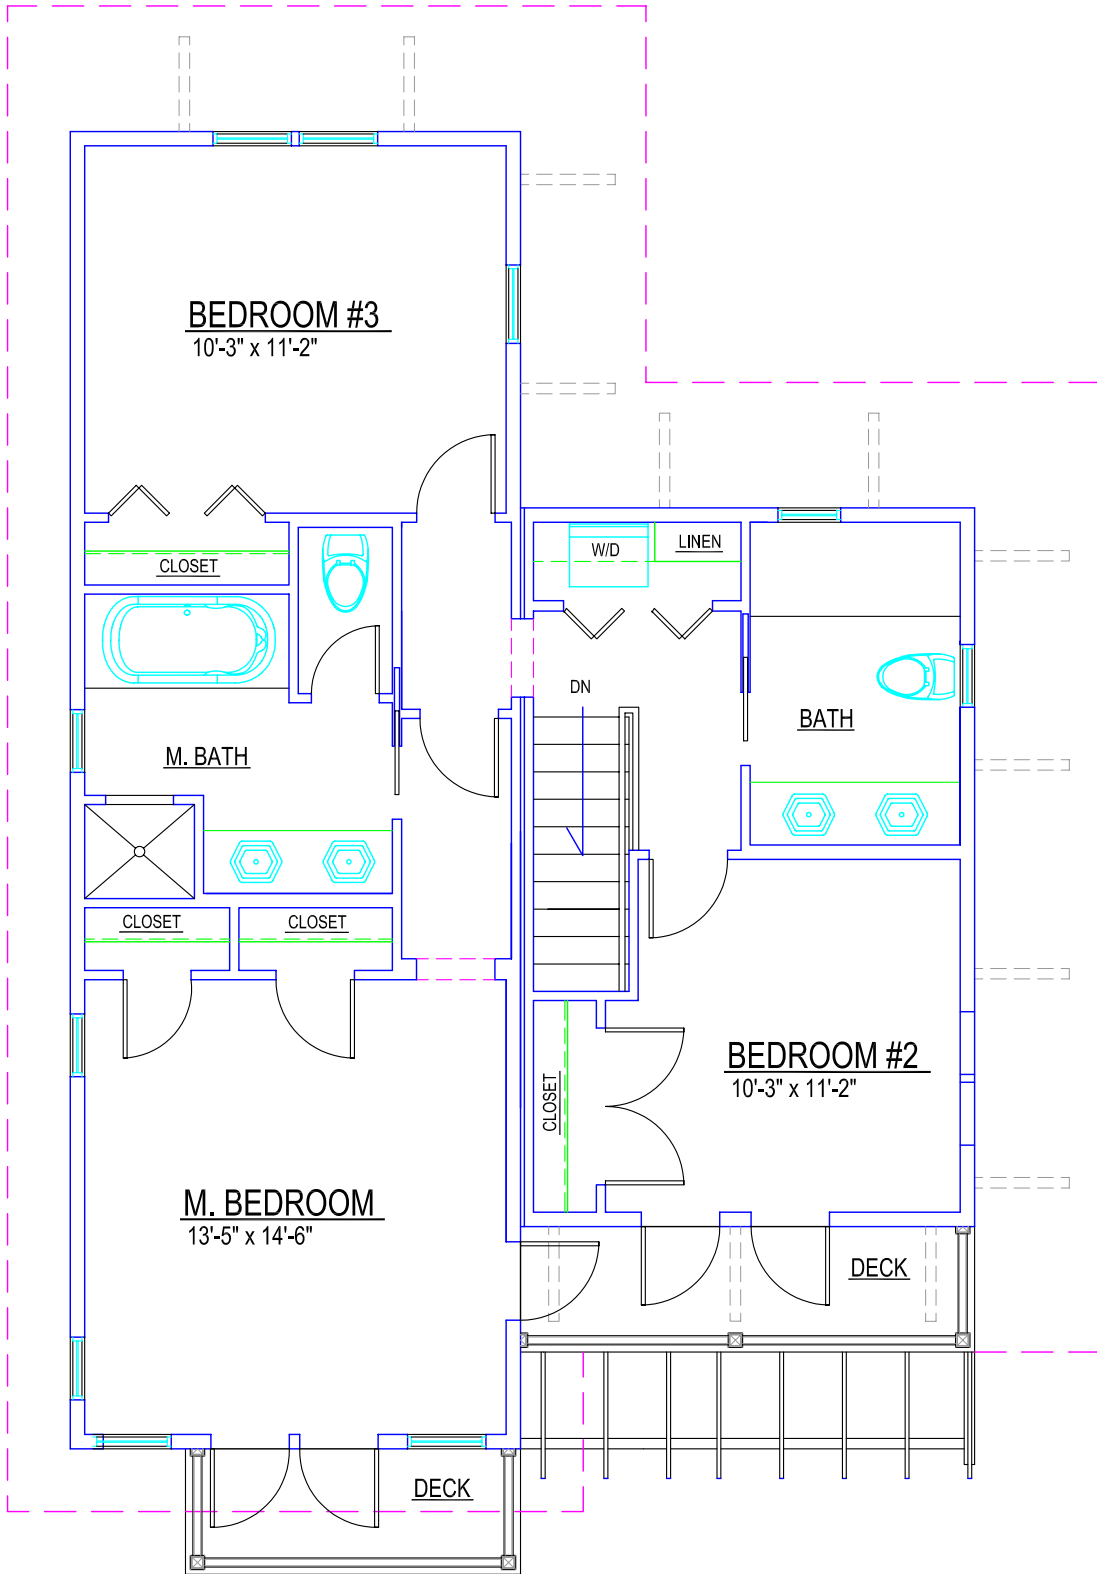 BEDROOM #3
10'-3" x 11'-2"
CLOSET
W/D
LINEN
DN
BATH
M. BATH
CLOSET
CLOSET
BEDROOM #2
10'-3" x 11'-2"
CLOSET
M. BEDROOM
13'-5" x 14'-6"
DECK
DECK